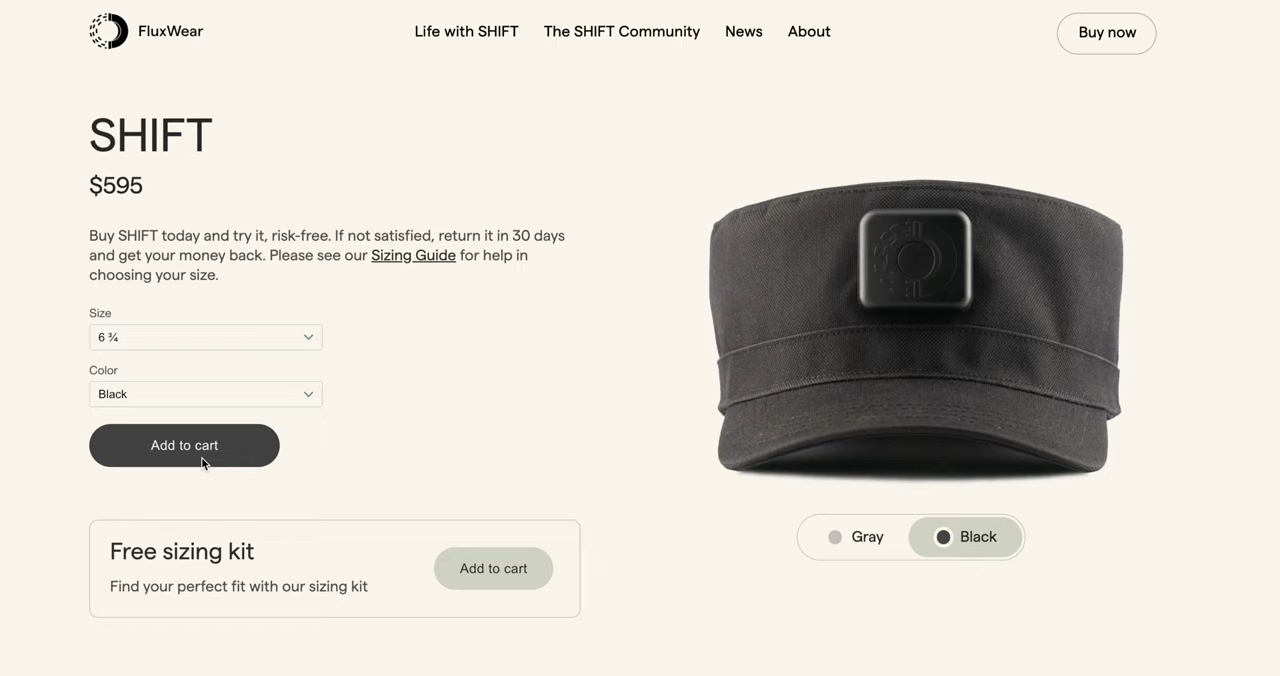 FluxWear
Life with SHIFT
The SHIFT Community
News
About
Buy now
SHIFT
$595
Buy SHIFT today and try it, risk-free. If not satisfied, return it in 30 days
and get your money back. Please see our Sizing Guide for help in
choosing your size.
Size
6 ¾
Color
Black
Add to cart
Gray
Black
Free sizing kit
Find your perfect fit with our sizing kit
Add to cart